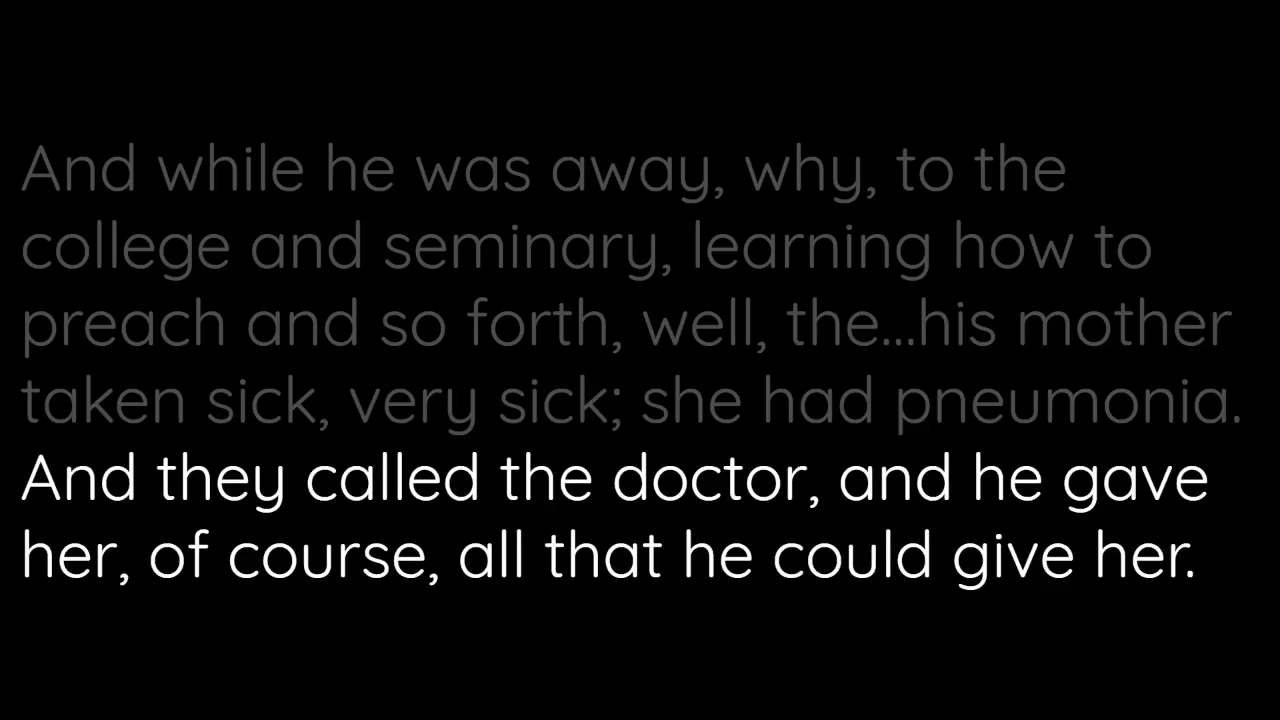 And while he was away, why, to the
college and seminary, learning how to
preach and so forth, well, the...his mother
taken sick, very sick; she had pneumonia.
And they called the doctor, and he gave
her, of course, all that he could give her.